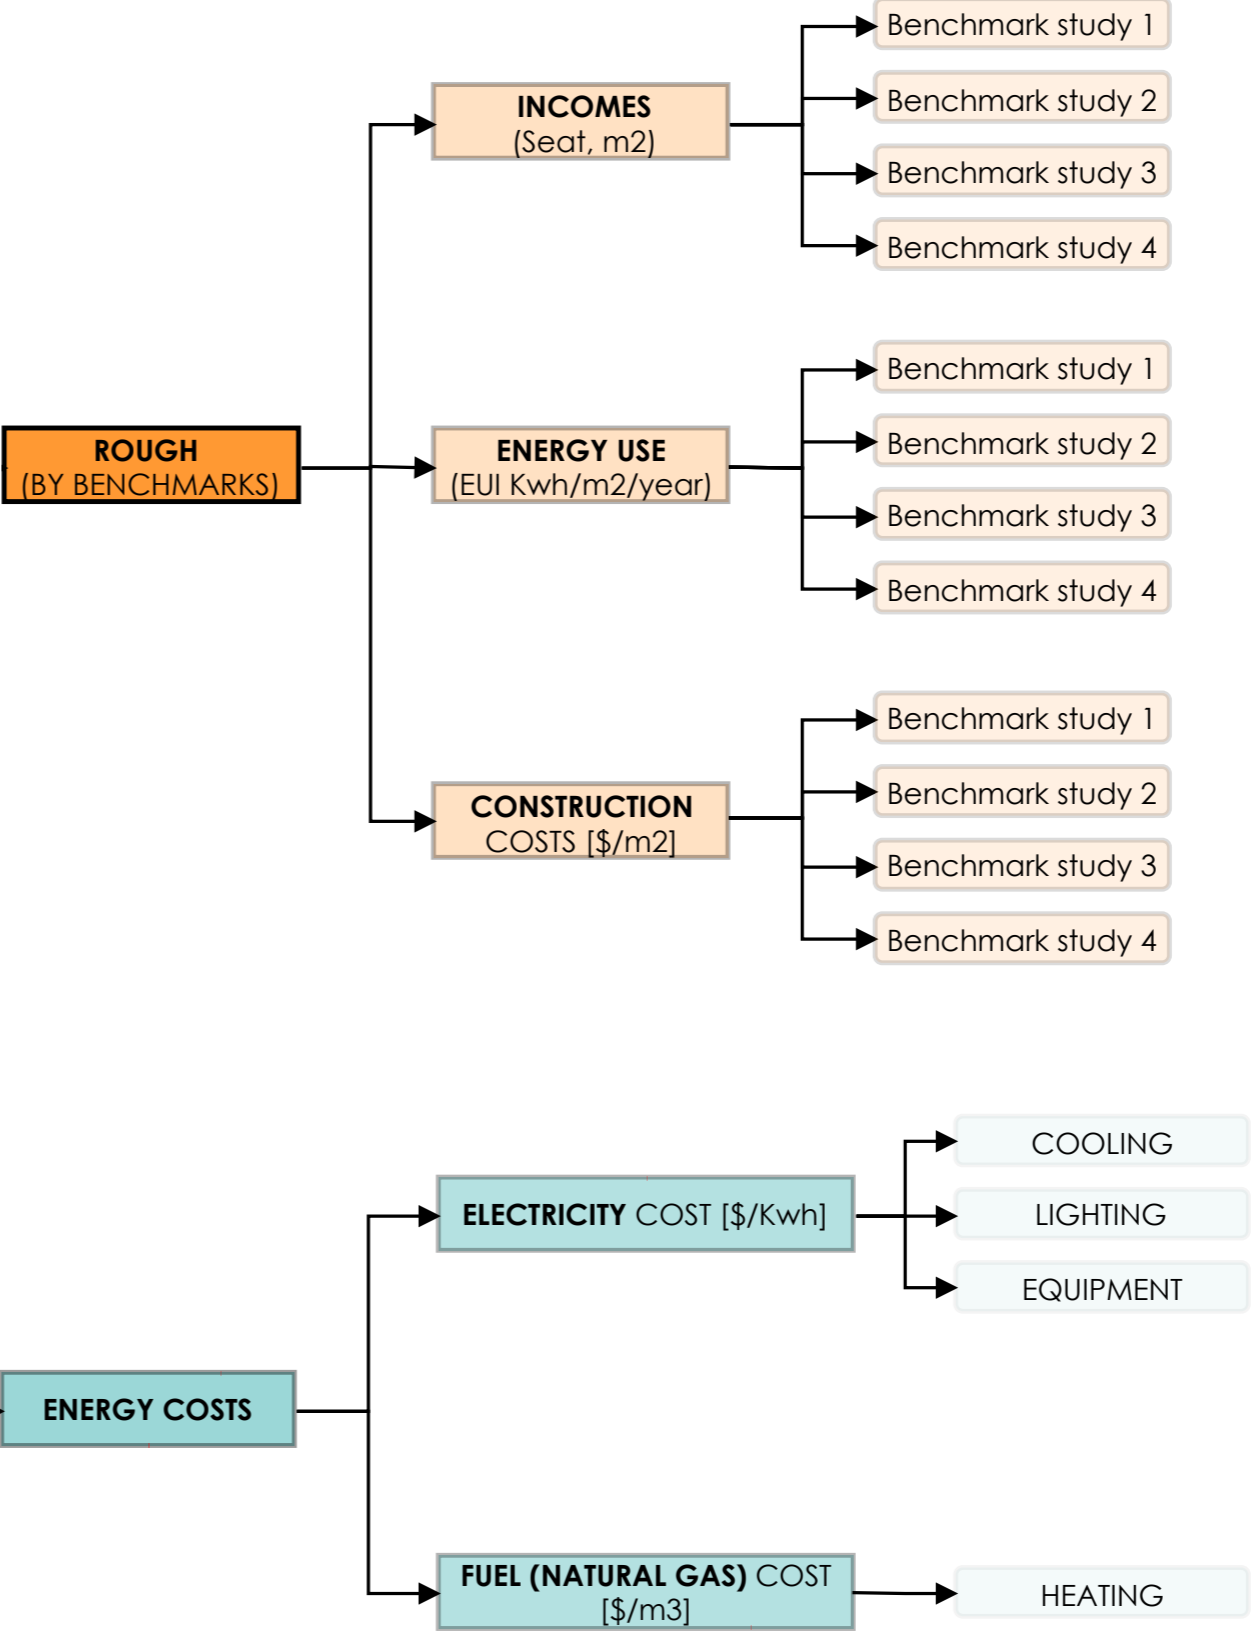 Benchmark study 1
INCOMES
(Seat, m2)
Benchmark study 2
Benchmark study 3
Benchmark study 4
Benchmark study 1
ROUGH
(BY BENCHMARKS)
ENERGY USE
(EUI Kwh/m2/year)
Benchmark study 2
Benchmark study 3
Benchmark study 4
Benchmark study 1
CONSTRUCTION
COSTS [$/m2]
Benchmark study 2
Benchmark study 3
Benchmark study 4
COOLING
ELECTRICITY COST [$/Kwh]
LIGHTING
EQUIPMENT
ENERGY COSTS
FUEL (NATURAL GAS) COST
[$/m3]
HEATING